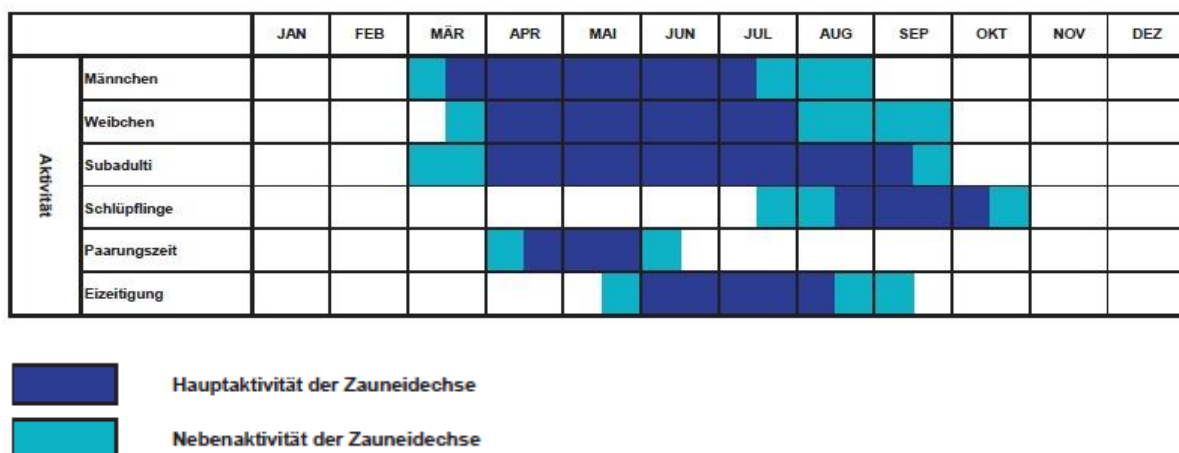 JAN FEB MÄR APR MAI JUN JUL AUG SEP OKT NOV DEZ
Aktivität
Männchen
Weibchen
Subadulti
Schlüpflinge
Paarungszeit
Eizeitigung
Hauptaktivität der Zauneidechse
Nebenaktivität der Zauneidechse